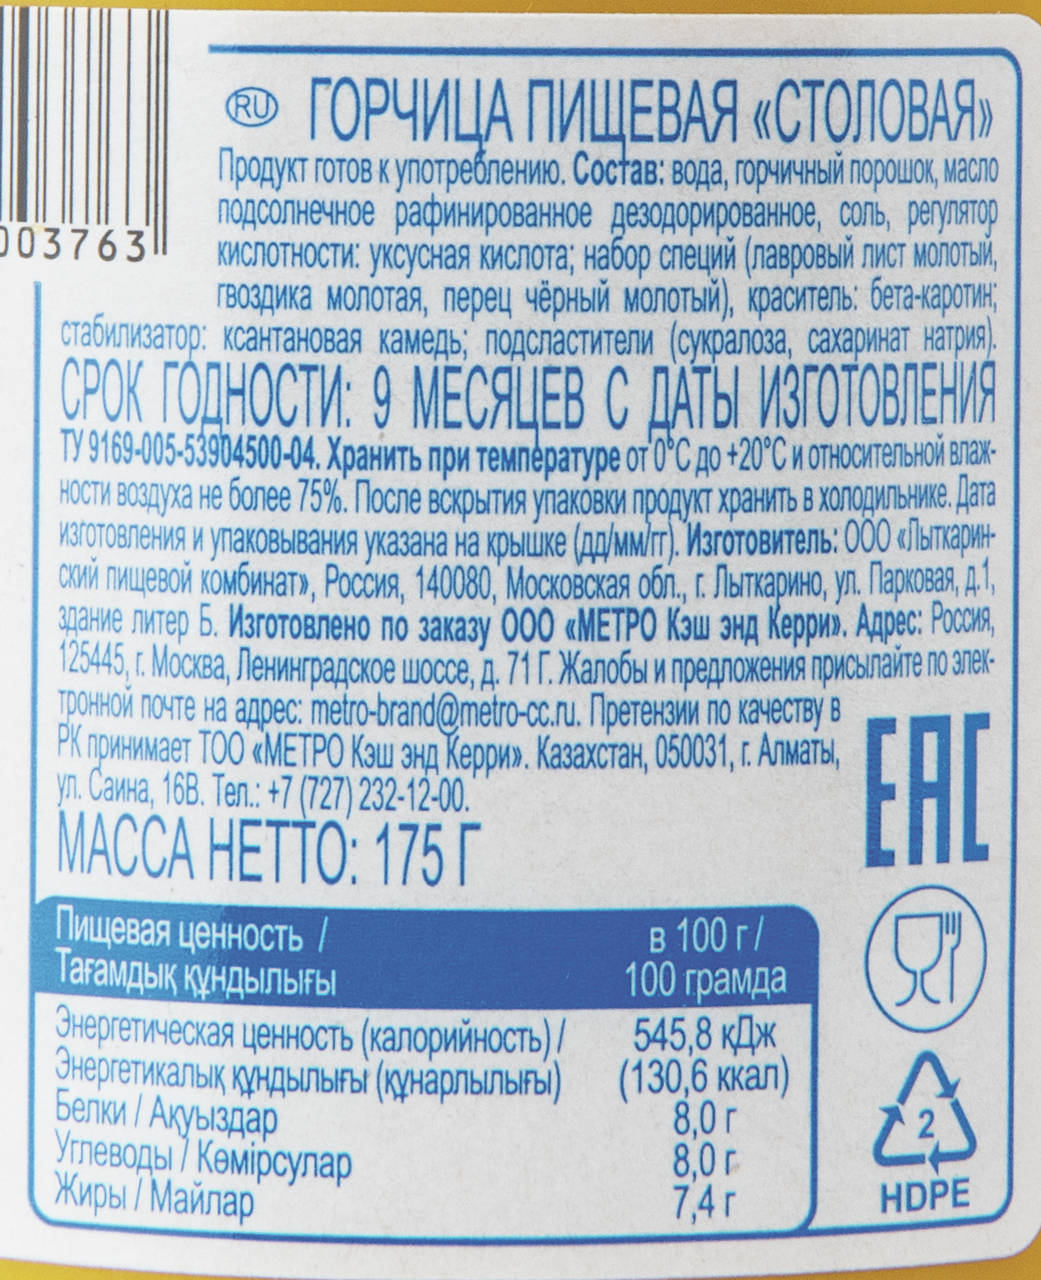 003763
RU ГОРЧИЦА ПИЩЕВАЯ «СТОЛОВАЯ»
Продукт готов к употреблению. Состав: вода, горчичный порошок, масло
подсолнечное рафинированное дезодорированное, соль, регулятор
кислотности: уксусная кислота; набор специй (лавровый лист молотый,
гвоздика молотая, перец чёрный молотый), краситель: бета-каротин;
стабилизатор: ксантановая камедь; подсластители (сукралоза, сахаринат натрия).
СРОК ГОДНОСТИ: 9 МЕСЯЦЕВ С ДАТЫ ИЗГОТОВЛЕНИЯ
ТУ 9169-005-53904500-04. Хранить при температуре от 0°С до +20°С и относительной влаж-
ности воздуха не более 75%. После вскрытия упаковки продукт хранить в холодильнике. Дата
изготовления и упаковывания указана на крышке (дд/мм/гг). Изготовитель: ООО «Лыткарин-
ский пищевой комбинат», Россия, 140080, Московская обл., г. Лыткарино, ул. Парковая, д.1,
здание литер Б. Изготовлено по заказу ООО «МЕТРО Кэш энд Керри». Адрес: Россия,
125445, г. Москва, Ленинградское шоссе, д. 71 Г. Жалобы и предложения присылайте по элек-
тронной почте на адрес: metro-brand@metro-cc.ru. Претензии по качеству в
РК принимает ТОО «МЕТРО Кэш энд Керри». Казахстан, 050031, г. Алматы,
ул. Саина, 16В. Тел.: +7 (727) 232-12-00.
МАССА НЕТТО: 175 Г
EAC
Пищевая ценность / в 100 г /
Тағамдық құндылығы 100 грамда
Энергетическая ценность (калорийность) / 545,8 кДж
Энергетикалық құндылығы (құнарлылығы) (130,6 ккал)
Белки / Ақуыздар 8,0 г
Углеводы / Көмірсулар 8,0 г
Жиры / Майлар 7,4 г
2
HDPE